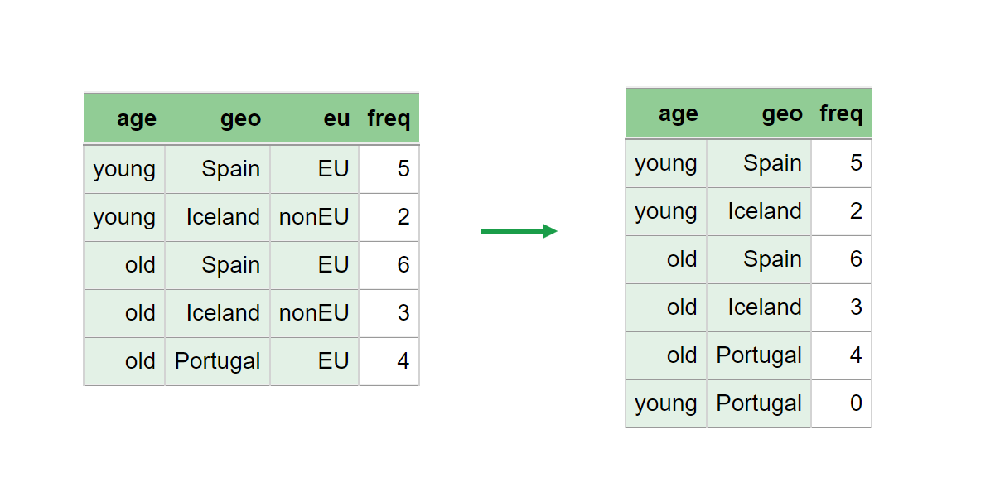 age geo eu freq
young Spain EU 5
young Iceland nonEU 2
old Spain EU 6
old Iceland nonEU 3
old Portugal EU 4
age geo freq
young Spain 5
young Iceland 2
old Spain 6
old Iceland 3
old Portugal 4
young Portugal 0